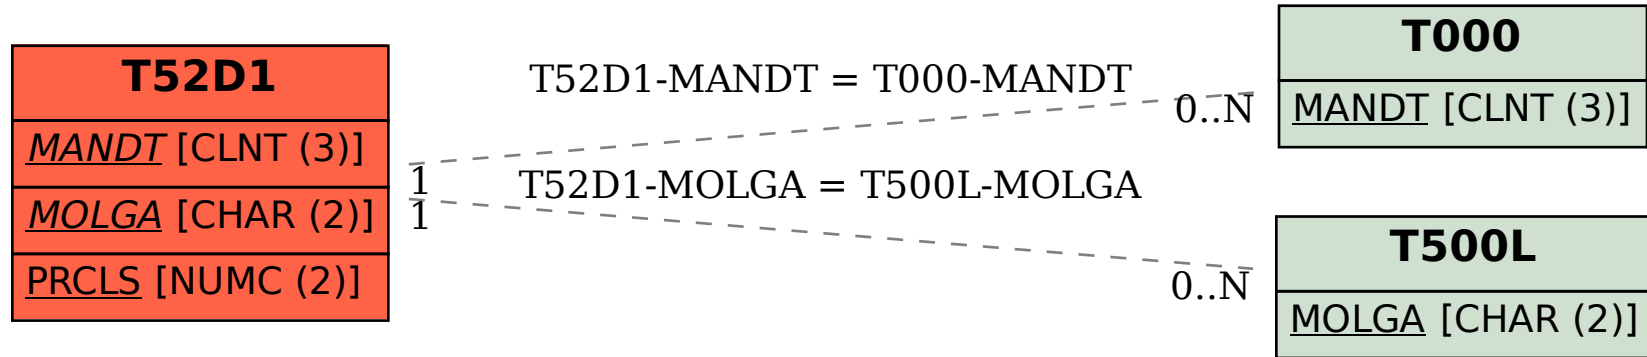 T52D1
MANDT [CLNT (3)]
MOLGA [CHAR (2)]
PRCLS [NUMC (2)]
T52D1-MANDT = T000-MANDT
0..N
1
T52D1-MOLGA = T500L-MOLGA
1
0..N
T000
MANDT [CLNT (3)]
T500L
MOLGA [CHAR (2)]